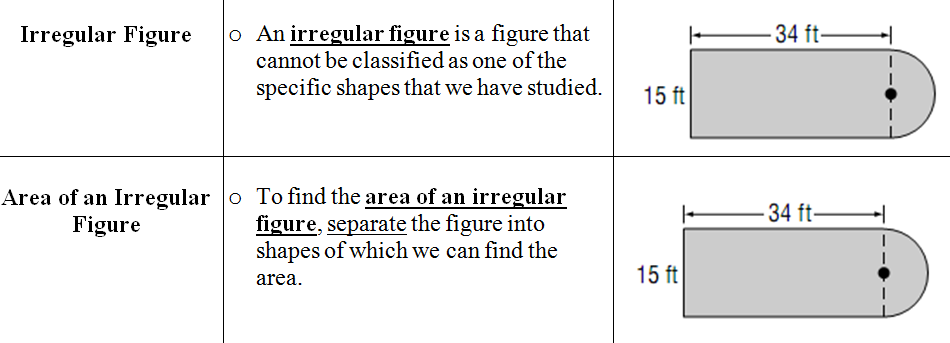 Irregular Figure
o An irregular figure is a figure that
cannot be classified as one of the
specific shapes that we have studied.
34 ft
15 ft
Area of an Irregular
Figure
o To find the area of an irregular
figure, separate the figure into
shapes of which we can find the
area.
34 ft
15 ft